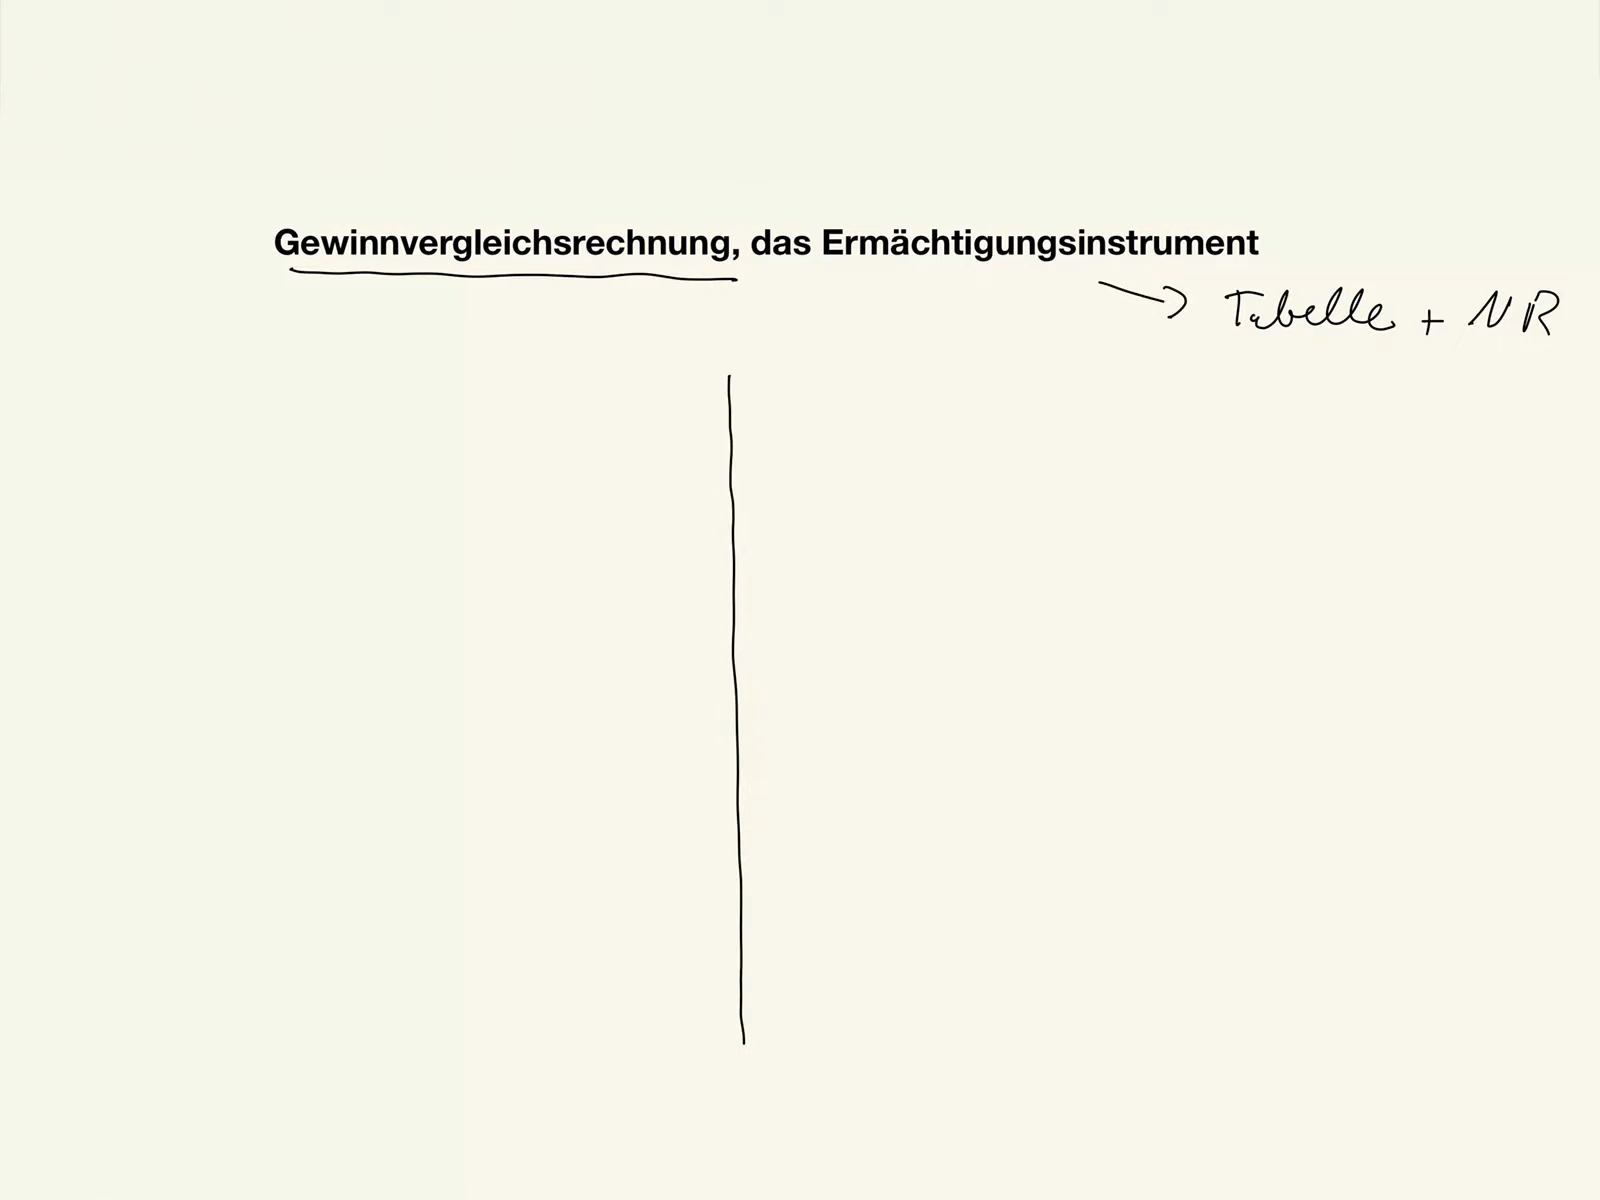 Gewinnvergleichsrechnung, das Ermächtigungsinstrument
→ Tabelle + NR